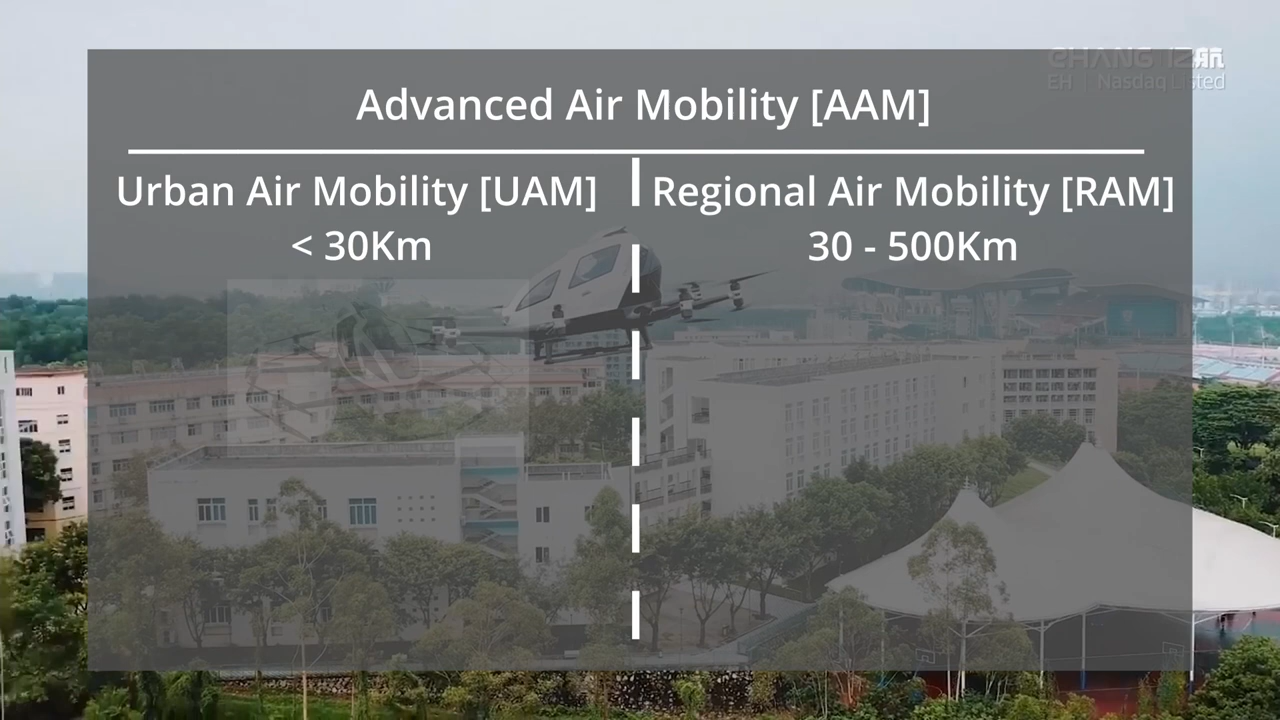 EHANG 亿航
EH | Nasdaq Listed
Advanced Air Mobility [AAM]
Urban Air Mobility [UAM]
< 30Km
Regional Air Mobility [RAM]
30 - 500Km